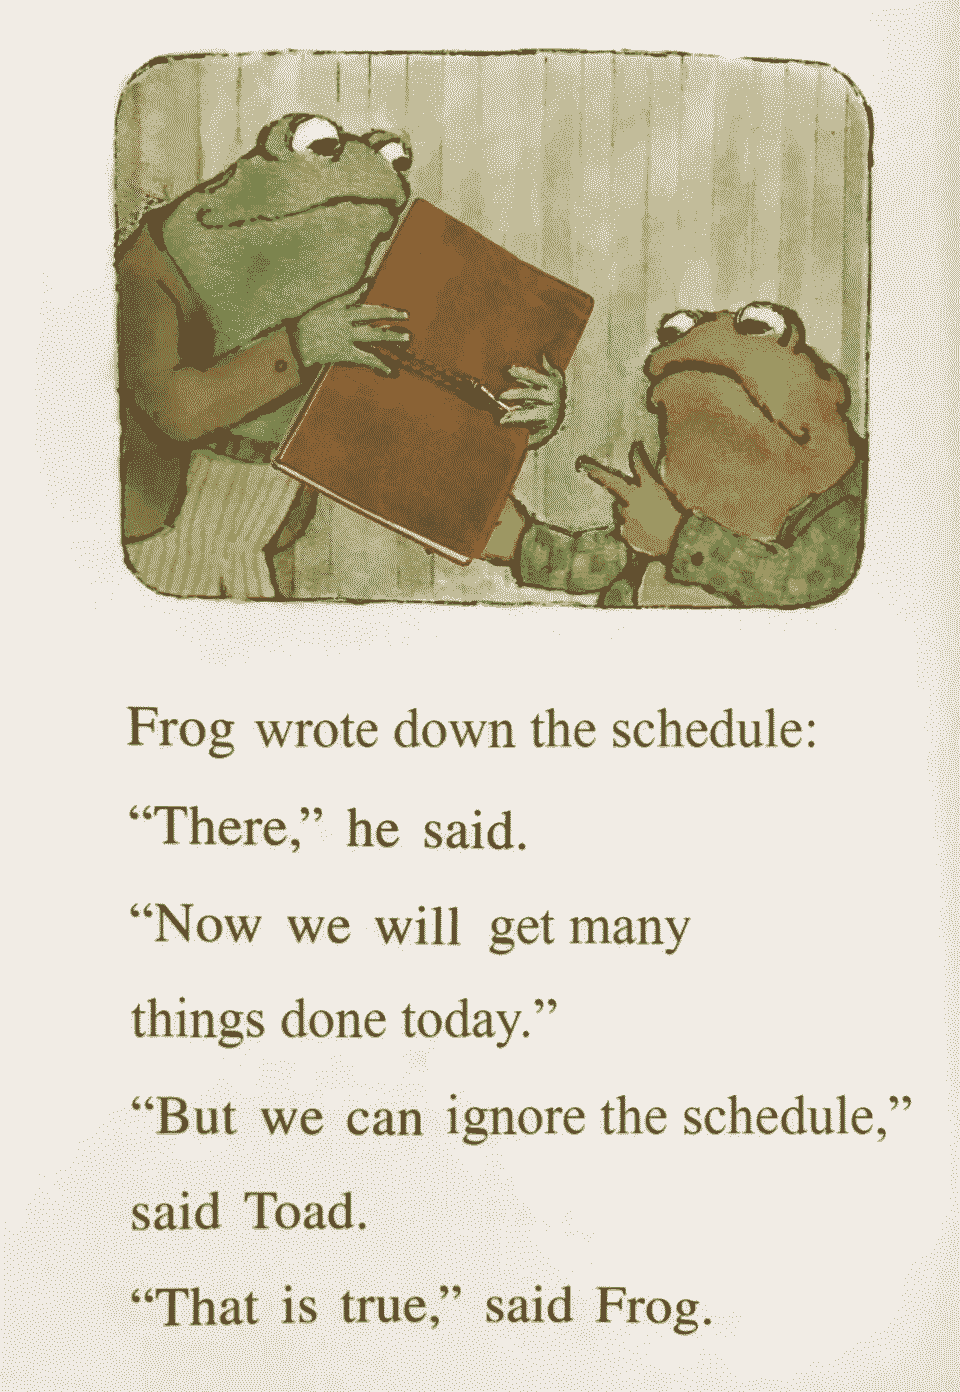 Frog wrote down the schedule:
“There,” he said.
“Now we will get many
things done today.”
“But we can ignore the schedule,”
said Toad.
“That is true,” said Frog.